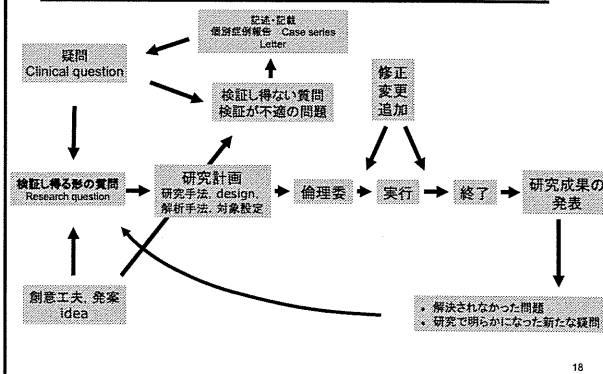 記述・記載
個別症例報告 Case series
Letter
疑問
Clinical question
検証し得ない質問
検証が不適の問題
修正
変更
追加
検証し得る形の質問
Research question
研究計画
研究手法, design,
解析手法, 対象設定
倫理委
実行
終了
研究成果の
発表
創意工夫, 発案
idea
• 解決されなかった問題
• 研究で明らかになった新たな疑問
18